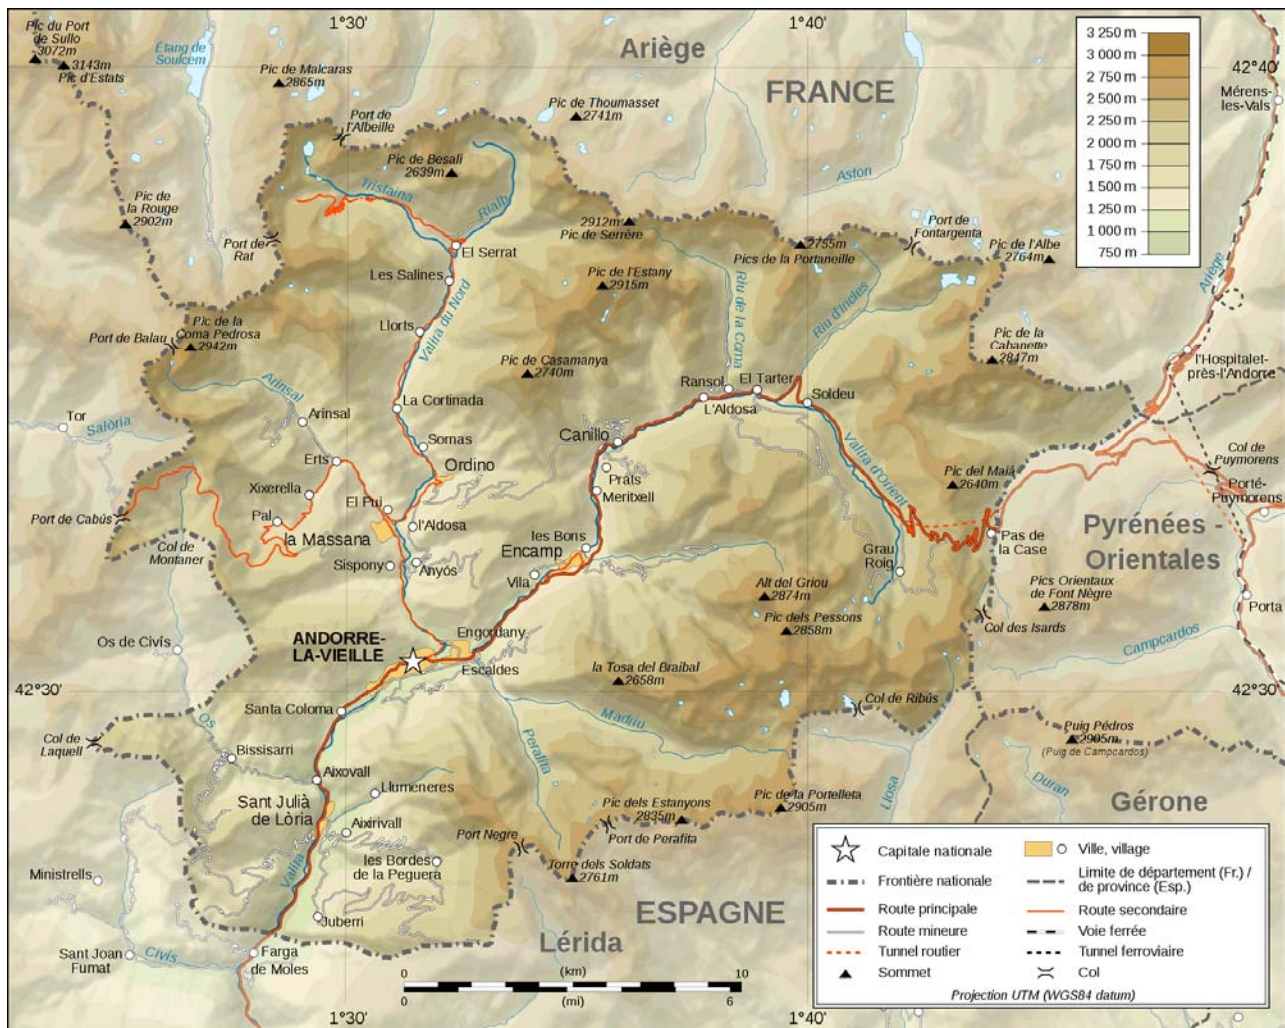 1°30'
1°40'
Pic du Port
de Sullo
3072m
3143m
Pic d'Estats
Étang de
Soulcem
Pic de Malcaras
2865m
Ariège
FRANCE
3 250 m
3 000 m
2 750 m
2 500 m
2 250 m
2 000 m
1 750 m
1 500 m
1 250 m
1 000 m
750 m
42°40'
Mérens-
les-Vals
Port de
l'Albeille
Pic de Thoumasset
2741m
Pic de Besali
2639m
Tristaina
Rialb
Aston
Pic de
la Rouge
2902m
Port de
Rat
El Serrat
2912m
Pic de Serrère
2755m
Pics de la Portaneille
Port de
Fontargenta
Pic de l'Albe
2764m
Ariège
Les Salines
Pic de l'Estany
2915m
Riu de la Coma
Riu d'Incles
Valira du Nord
Llorts
Port de Balau
Pic de la
Coma Pedrosa
2942m
Pic de Casamanya
2740m
Pic de la
Cabanette
2847m
l'Hospitalet-
près-l'Andorre
Arinsal
Arinsal
La Cortinada
Ransol
El Tarter
L'Aldosa
Soldeu
Tor
Salòria
Sornas
Canillo
Erts
Ordino
Prats
Meritxell
Valira d'orient
Pic del Maiá
2640m
Col de
Puymorens
Porté-
Puymorens
Xixerella
Pal
El Pui
l'Aldosa
Port de Cabús
la Massana
Col de
Montaner
Sispony
Anyós
les Bons
Encamp
Vila
Grau
Roig
Pas de
la Case
Pyrénées -
Orientales
Alt del Griou
2874m
Pic dels Pessons
2858m
Pics Orientaux
de Font Nègre
2878m
Col des Isards
Porta
Campcardos
Os de Civís
ANDORRE-
LA-VIEILLE
Engordany
Escaldes
la Tosa del Braibal
2658m
42°30'
42°30'
Santa Coloma
Os
Madriu
Perafita
Col de Ribús
Col de
Laquell
Bissisarri
Aixovall
Puig Pédros
2905m
(Puig de Campcardos)
Duran
Llosa
Sant Julià
de Lòria
Llumeneres
Aixirivall
Pic de la Portelleta
2905m
Pic dels Estanyons
2835m
Port de Perafita
Port Negre
Gérone
Valira
les Bordes
de la Peguera
Torre dels Soldats
2761m
Ministrells
Juberri
ESPAGNE
Lérida
Sant Joan
Fumat
Civís
Farga
de Moles
0 (km) 10
0 (mi) 6
Capitale nationale
Ville, village
Frontière nationale
Limite de département (Fr.) /
de province (Esp.)
Route principale
Route secondaire
Route mineure
Voie ferrée
Tunnel routier
Tunnel ferroviaire
Sommet
Col
Projection UTM (WGS84 datum)
1°30'
1°40'